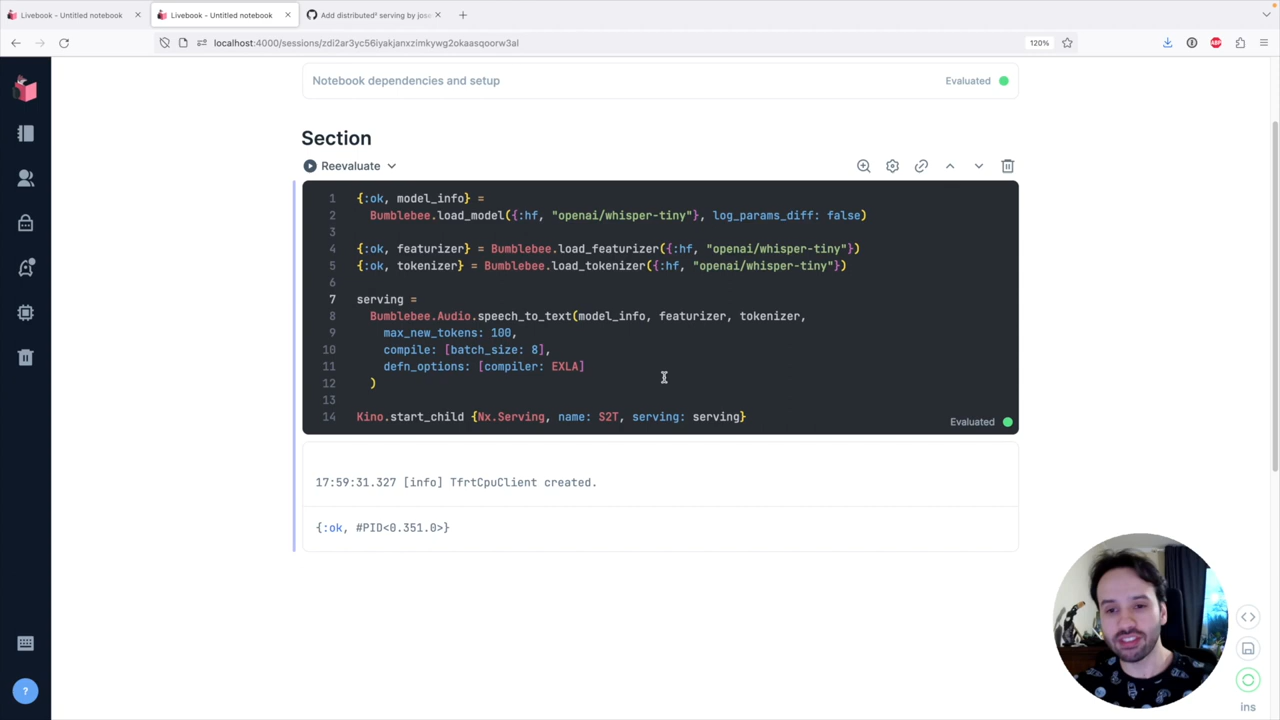 Livebook - Untitled notebook
Livebook - Untitled notebook
Add distributed² serving by jose
localhost:4000/sessions/zdi2ar3yc56iyakjanxzimkywg2okaasqoorw3al
120%
ABP
Notebook dependencies and setup
Evaluated
Section
Reevaluate
1 {:ok, model_info} =
2 Bumblebee.load_model({:hf, "openai/whisper-tiny"}, log_params_diff: false)
3
4 {:ok, featurizer} = Bumblebee.load_featurizer({:hf, "openai/whisper-tiny"})
5 {:ok, tokenizer} = Bumblebee.load_tokenizer({:hf, "openai/whisper-tiny"})
6
7 serving =
8 Bumblebee.Audio.speech_to_text(model_info, featurizer, tokenizer,
9 max_new_tokens: 100,
10 compile: [batch_size: 8],
11 defn_options: [compiler: EXLA]
12 )
13
14 Kino.start_child {Nx.Serving, name: S2T, serving: serving}
Evaluated
17:59:31.327 [info] TfrtCpuClient created.
{:ok, #PID<0.351.0>}
?
ins